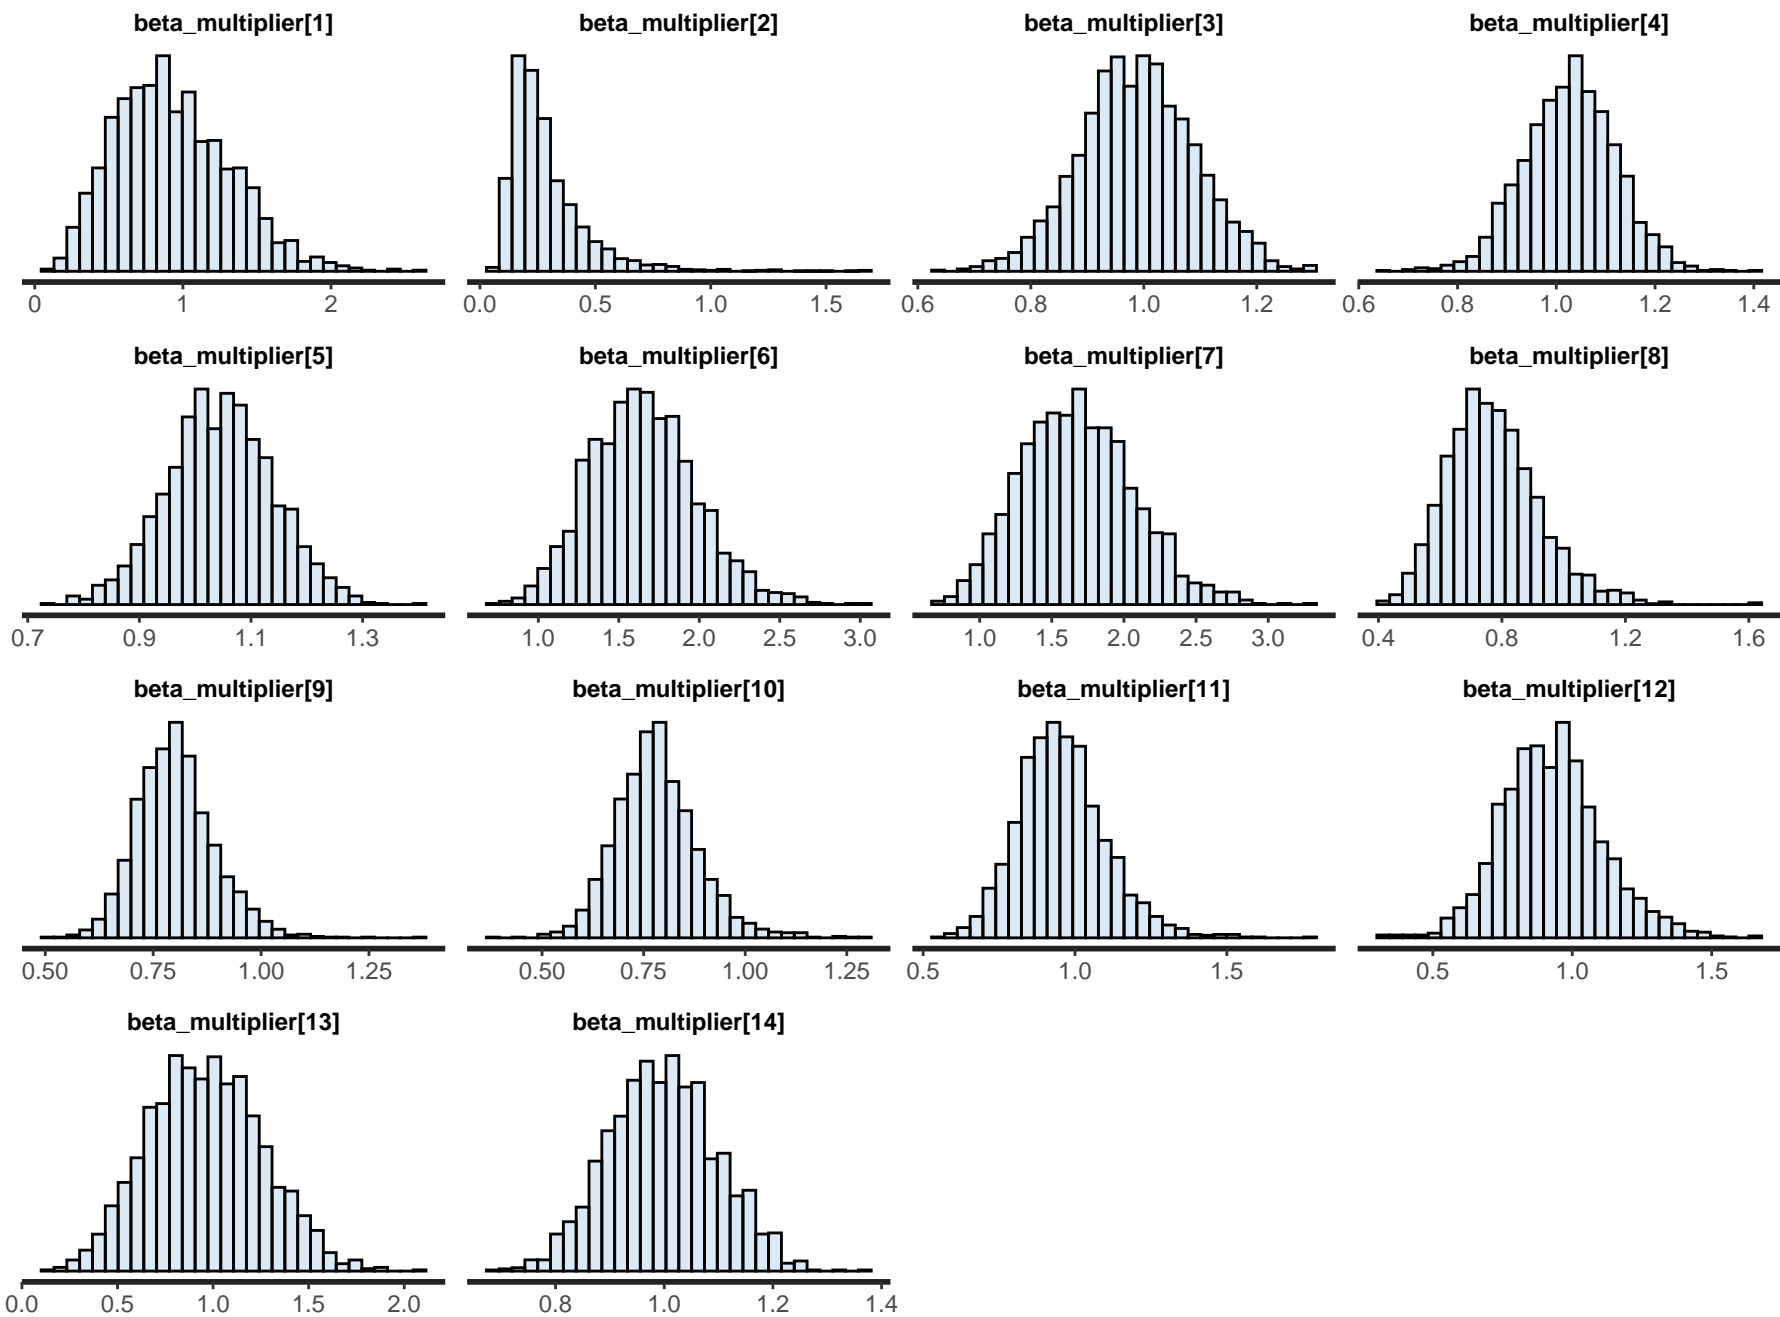 beta_multiplier[1] beta_multiplier[2] beta_multiplier[3] beta_multiplier[4]
0 1 2 0.0 0.5 1.0 1.5 0.6 0.8 1.0 1.2 0.6 0.8 1.0 1.2 1.4
beta_multiplier[5] beta_multiplier[6] beta_multiplier[7] beta_multiplier[8]
0.7 0.9 1.1 1.3 1.0 1.5 2.0 2.5 3.0 1.0 1.5 2.0 2.5 3.0 0.4 0.8 1.2 1.6
beta_multiplier[9] beta_multiplier[10] beta_multiplier[11] beta_multiplier[12]
0.50 0.75 1.00 1.25 0.50 0.75 1.00 1.25 0.5 1.0 1.5 0.5 1.0 1.5
beta_multiplier[13] beta_multiplier[14]
0.0 0.5 1.0 1.5 2.0 0.8 1.0 1.2 1.4